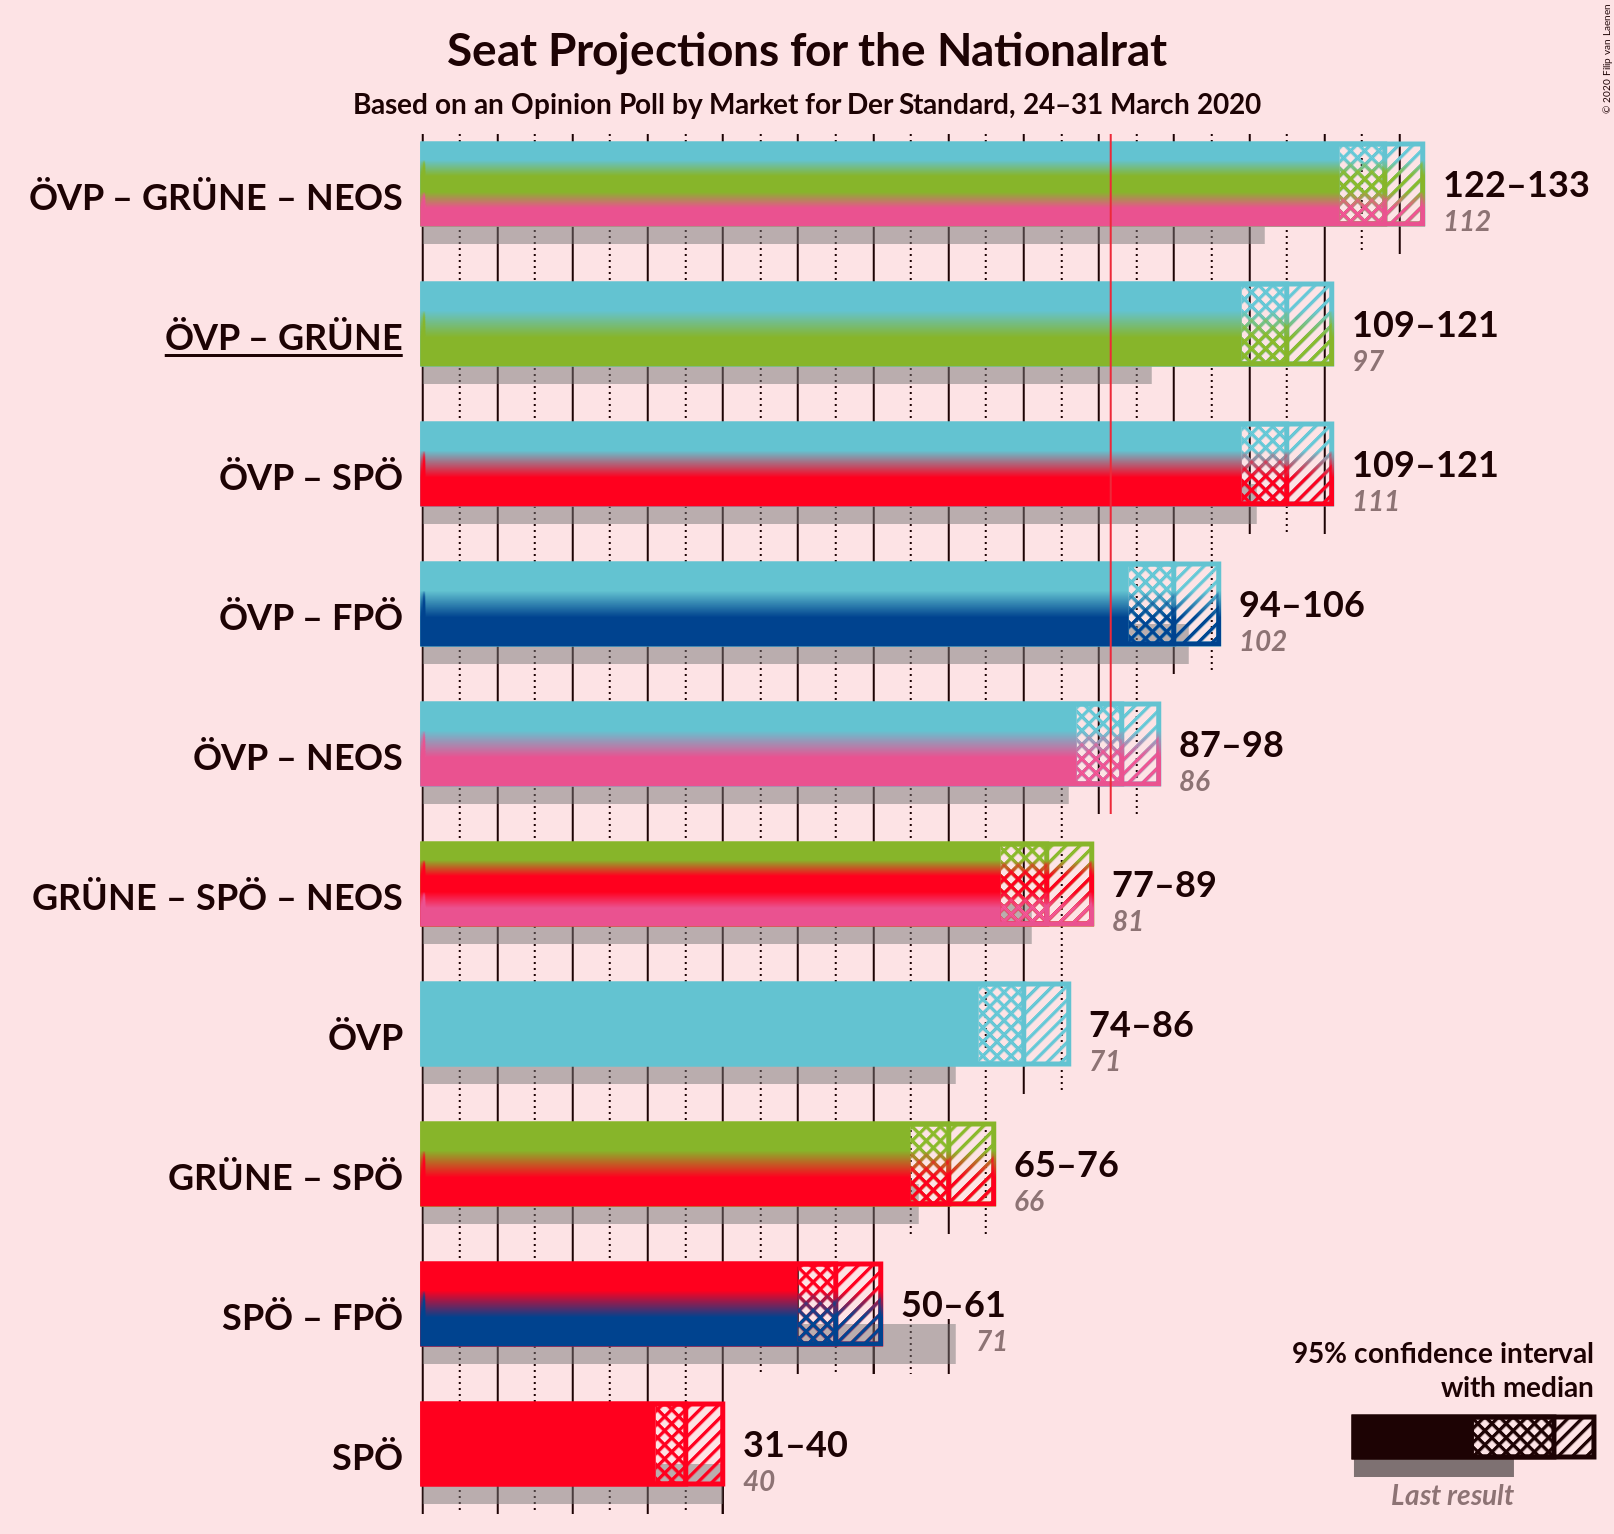 © 2020 Filip van Laenen
Seat Projections for the Nationalrat
Based on an Opinion Poll by Market for Der Standard, 24–31 March 2020
ÖVP – GRÜNE – NEOS
122–133
112
ÖVP – GRÜNE
109–121
97
ÖVP – SPÖ
109–121
111
ÖVP – FPÖ
94–106
102
ÖVP – NEOS
87–98
86
GRÜNE – SPÖ – NEOS
77–89
81
ÖVP
74–86
71
GRÜNE – SPÖ
65–76
66
SPÖ – FPÖ
50–61
71
SPÖ
31–40
40
95% confidence interval
with median
Last result